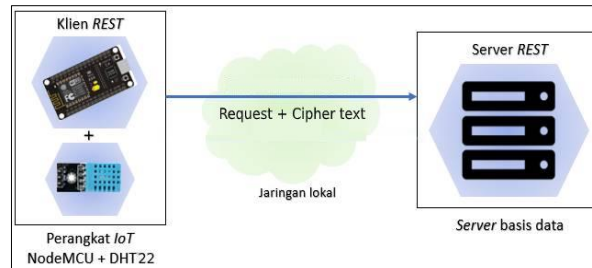 Klien REST
+
Perangkat IoT
NodeMCU + DHT22
Request + Cipher text
Jaringan lokal
Server REST
Server basis data